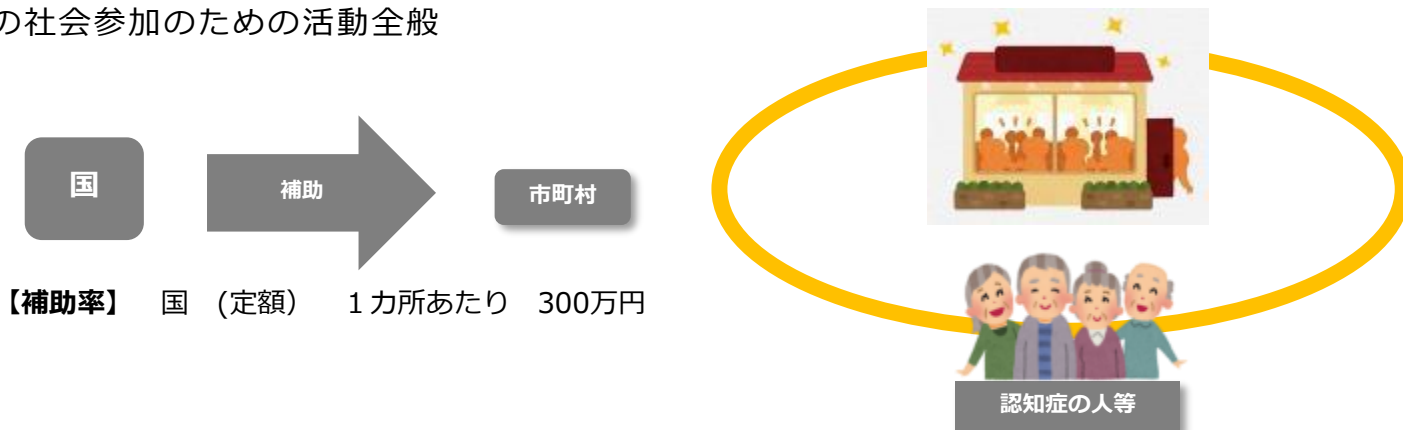 の社会参加のための活動全般
国
補助
市町村
【補助率】 国 (定額） １カ所あたり 300万円
認知症の人等